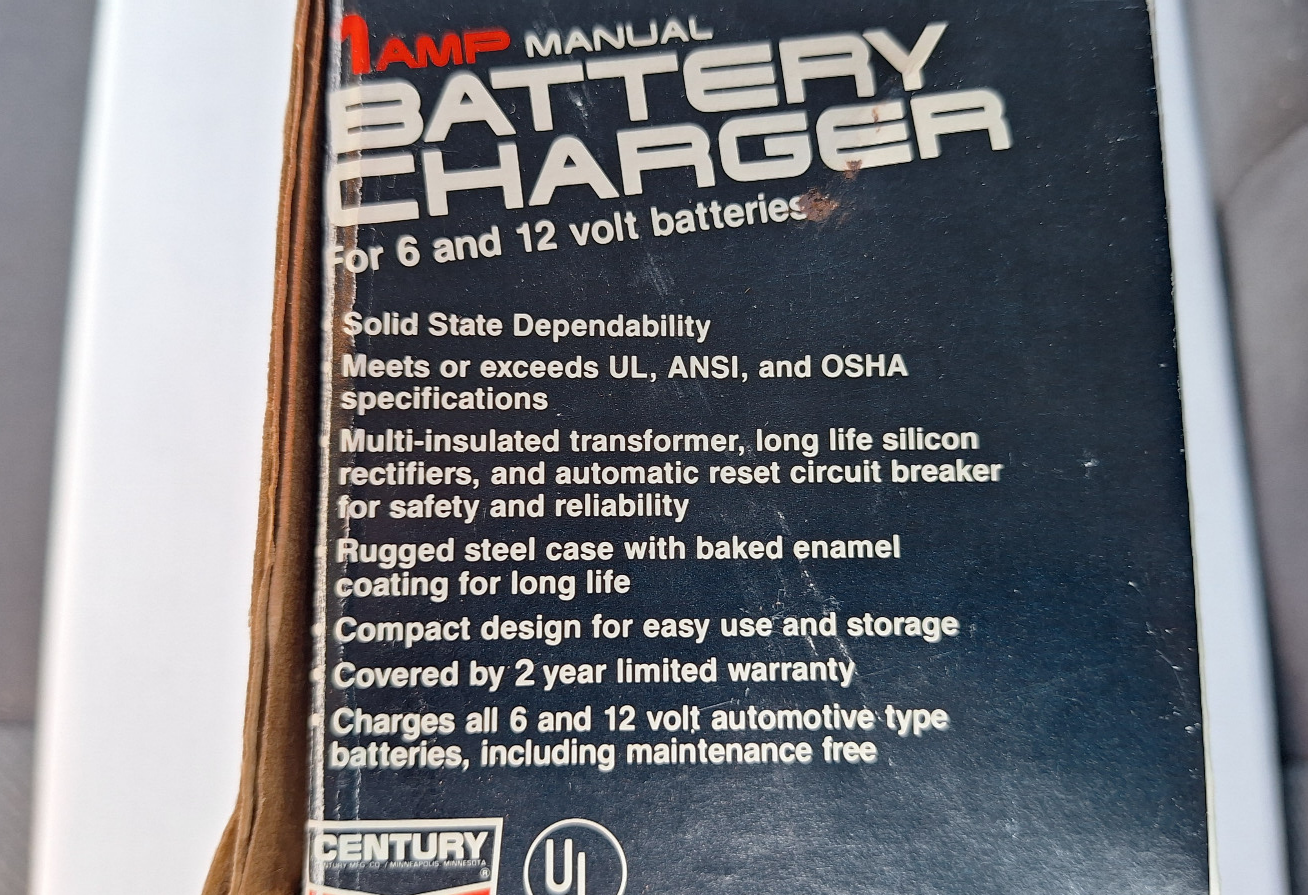 1 AMP MANUAL
BATTERY
CHARGER
For 6 and 12 volt batteries
Solid State Dependability
Meets or exceeds UL, ANSI, and OSHA
specifications
• Multi-insulated transformer, long life silicon
rectifiers, and automatic reset circuit breaker
for safety and reliability
• Rugged steel case with baked enamel
coating for long life
• Compact design for easy use and storage
• Covered by 2 year limited warranty
• Charges all 6 and 12 volt automotive type
batteries, including maintenance free
CENTURY
CENTURY MFG. CO. / MINNEAPOLIS, MINNESOTA
®
UL